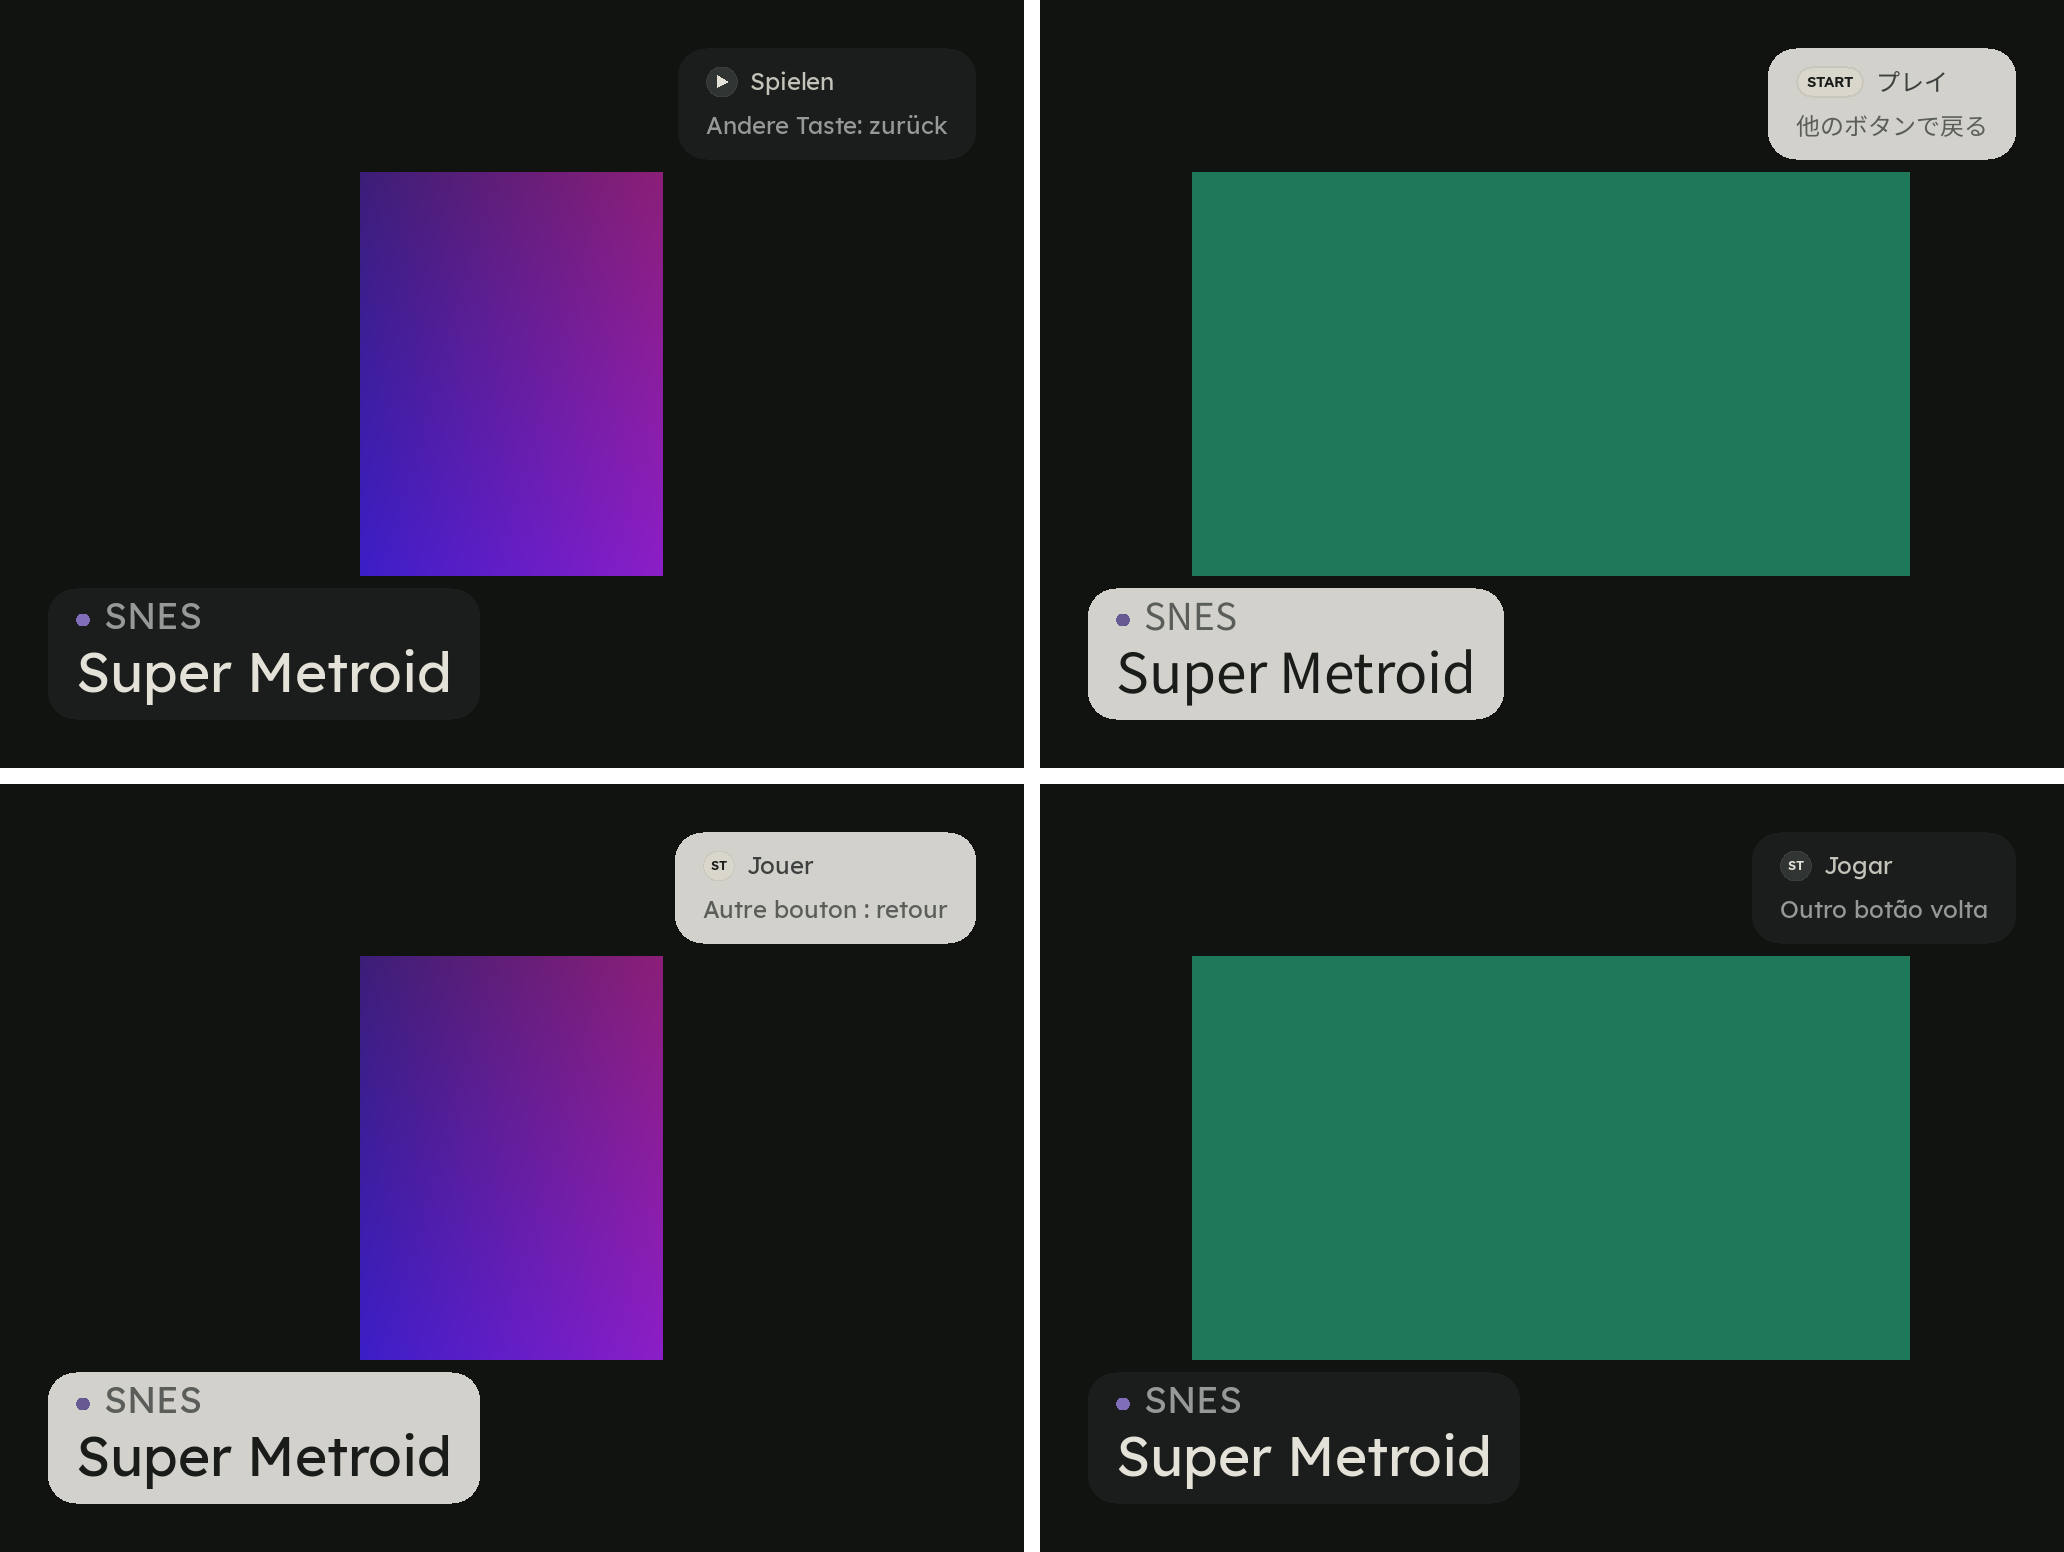 Spielen
Andere Taste: zurück
SNES
Super Metroid
START プレイ
他のボタンで戻る
SNES
Super Metroid
ST Jouer
Autre bouton : retour
SNES
Super Metroid
ST Jogar
Outro botão volta
SNES
Super Metroid